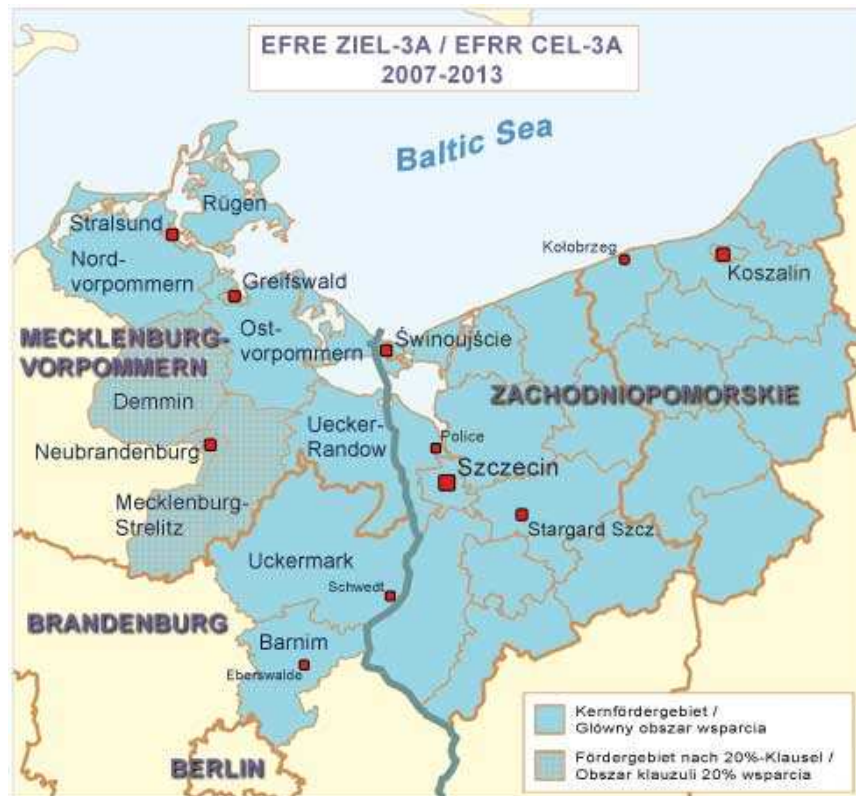 EFRE ZIEL-3A / EFRR CEL-3A
2007-2013
Baltic Sea
Rügen
Stralsund
Nord-
vorpommern
Greifswald
Kołobrzeg
Koszalin
MECKLENBURG-
VORPOMMERN
Ost-
vorpommern
Świnoujście
ZACHODNIOPOMORSKIE
Demmin
Uecker-
Randow
Neubrandenburg
Police
Szczecin
Mecklenburg-
Strelitz
Stargard Szcz.
Uckermark
Schwedt
BRANDENBURG
Barnim
Eberswalde
BERLIN
Kernfördergebiet /
Główny obszar wsparcia
Fördergebiet nach 20%-Klausel /
Obszar klauzuli 20% wsparcia